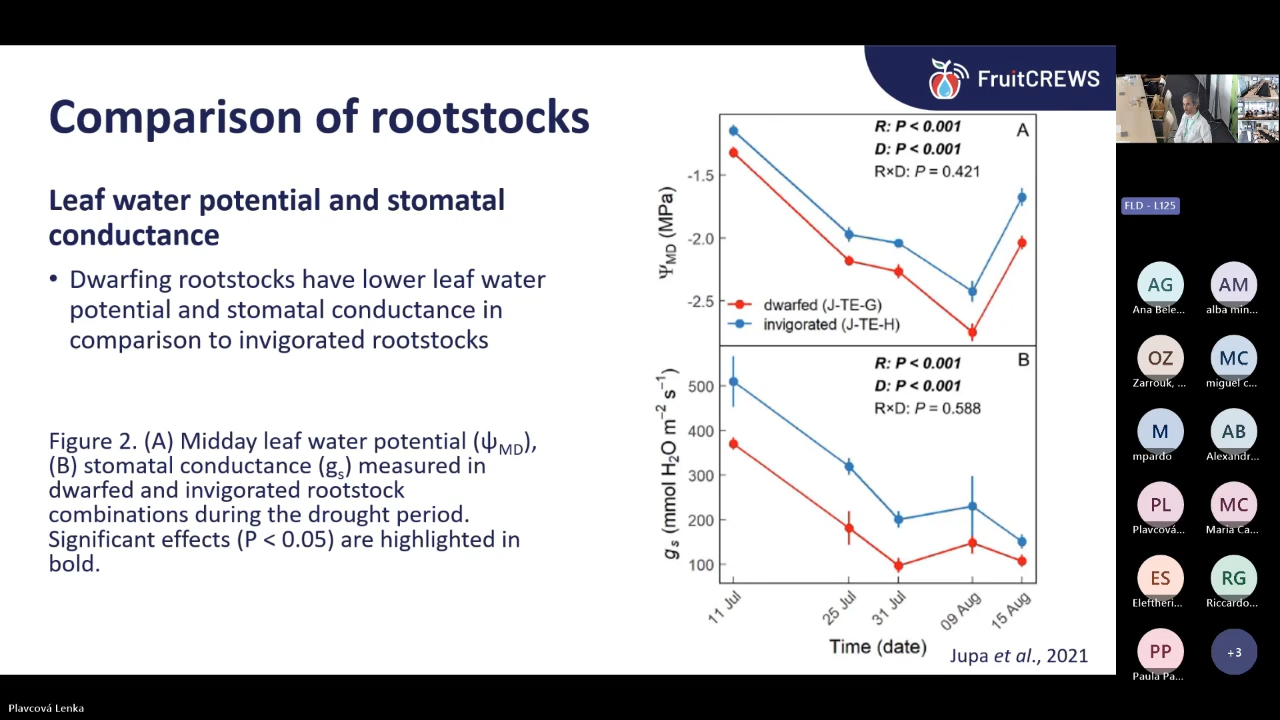 FruitCREWS
Comparison of rootstocks
Leaf water potential and stomatal
conductance
• Dwarfing rootstocks have lower leaf water
potential and stomatal conductance in
comparison to invigorated rootstocks
Figure 2. (A) Midday leaf water potential (ψMD),
(B) stomatal conductance (gs) measured in
dwarfed and invigorated rootstock
combinations during the drought period.
Significant effects (P < 0.05) are highlighted in
bold.
R: P < 0.001
D: P < 0.001
R×D: P = 0.421
A
ΨMD (MPa)
-1.5
-2.0
-2.5
dwarfed (J-TE-G)
invigorated (J-TE-H)
R: P < 0.001
D: P < 0.001
R×D: P = 0.588
B
gs (mmol H2O m−2 s−1)
500
400
300
200
100
11 Jul
25 Jul
31 Jul
09 Aug
15 Aug
Time (date)
Jupa et al., 2021
FLD - L125
AG
Ana Bele...
AM
alba min...
OZ
Zarrouk, ...
MC
miguel c...
M
mpardo
AB
Alexandr...
PL
Plavcová...
MC
Maria Ca...
ES
Eleftheri...
RG
Riccardo...
PP
Paula Pa...
+3
Plavcová Lenka